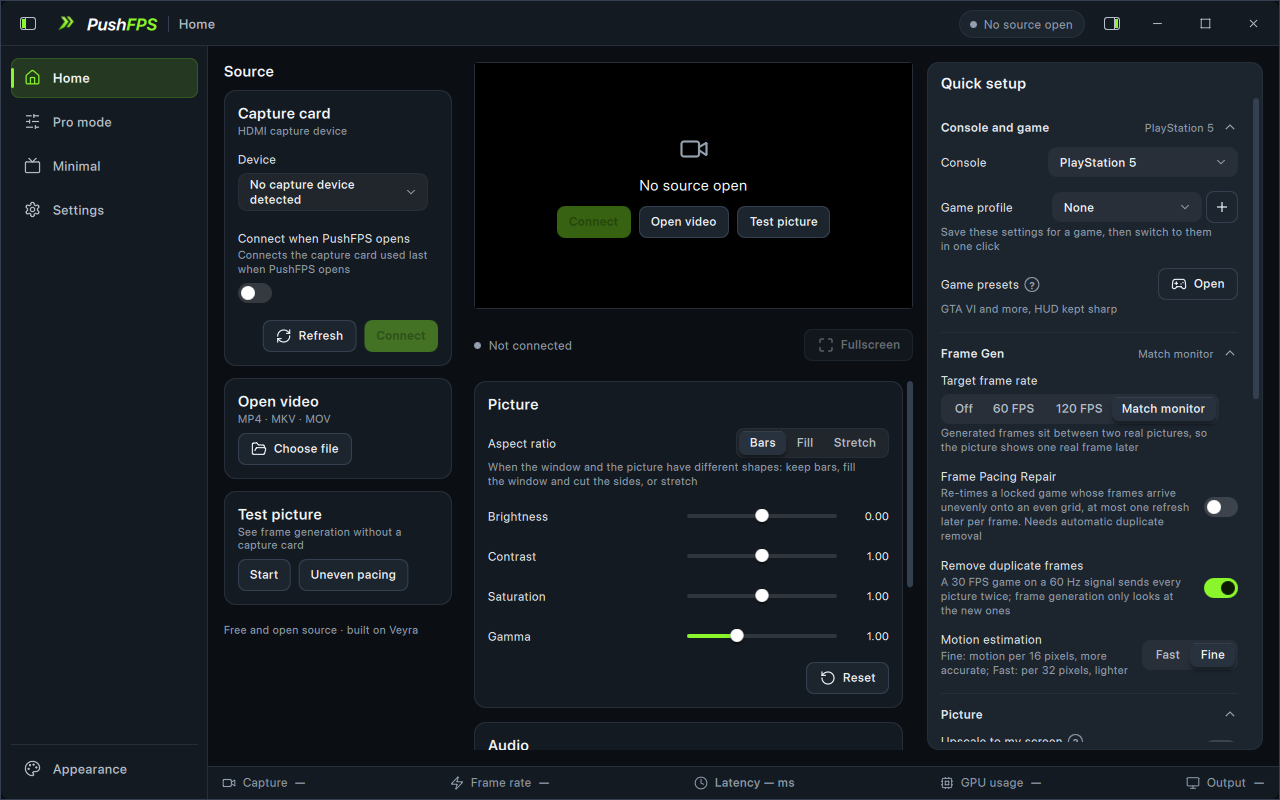 PushFPS
Home
No source open
Home
Pro mode
Minimal
Settings
Appearance
Source
Capture card
HDMI capture device
Device
No capture device
detected
Connect when PushFPS opens
Connects the capture card used last
when PushFPS opens
Refresh
Connect
Open video
MP4 · MKV · MOV
Choose file
Test picture
See frame generation without a
capture card
Start
Uneven pacing
Free and open source · built on Veyra
No source open
Connect
Open video
Test picture
Not connected
Fullscreen
Picture
Aspect ratio
Bars
Fill
Stretch
When the window and the picture have different shapes: keep bars, fill
the window and cut the sides, or stretch
Brightness
0.00
Contrast
1.00
Saturation
1.00
Gamma
1.00
Reset
Audio
Quick setup
Console and game
PlayStation 5
Console
PlayStation 5
Game profile
None
Save these settings for a game, then switch to them
in one click
Game presets
?
Open
GTA VI and more, HUD kept sharp
Frame Gen
Match monitor
Target frame rate
Off
60 FPS
120 FPS
Match monitor
Generated frames sit between two real pictures, so
the picture shows one real frame later
Frame Pacing Repair
Re-times a locked game whose frames arrive
unevenly onto an even grid, at most one refresh
later per frame. Needs automatic duplicate
removal
Remove duplicate frames
A 30 FPS game on a 60 Hz signal sends every
picture twice; frame generation only looks at
the new ones
Motion estimation
Fine: motion per 16 pixels, more
accurate; Fast: per 32 pixels, lighter
Fast
Fine
Picture
Upscale to my screen
?
Capture —
Frame rate —
Latency — ms
GPU usage —
Output —